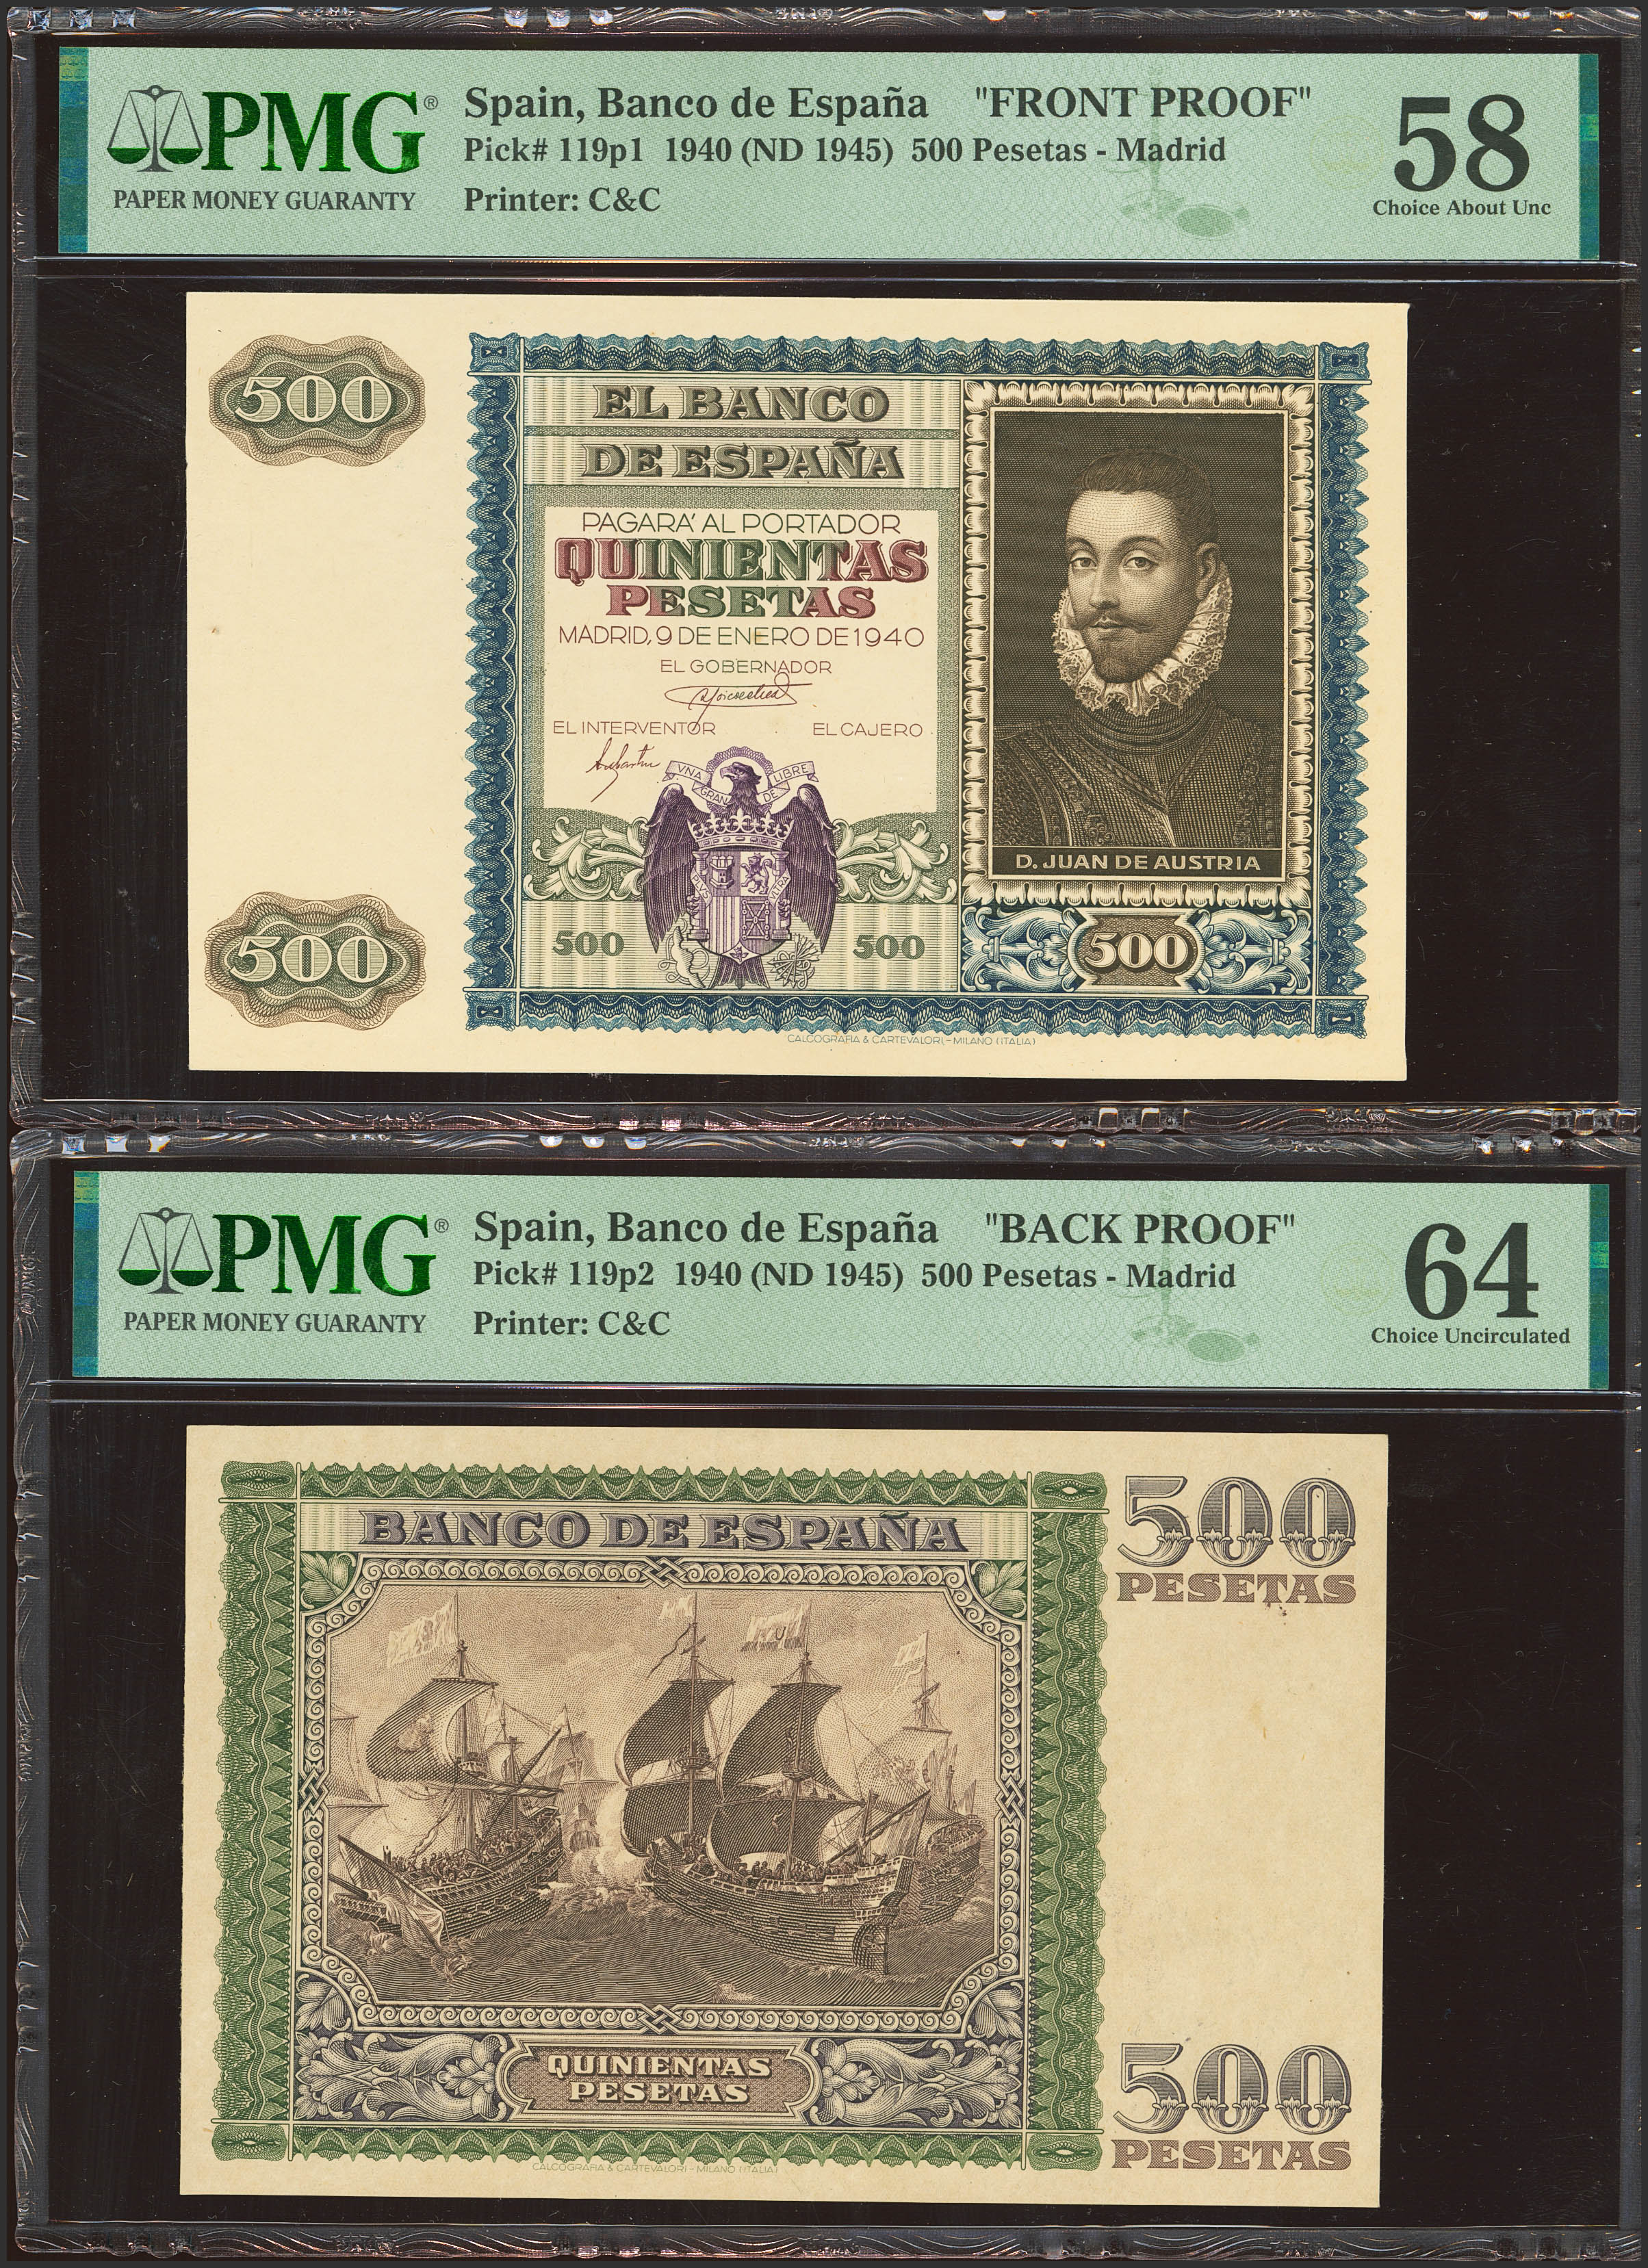 PMG®
PAPER MONEY GUARANTY
Spain, Banco de España "FRONT PROOF"
Pick# 119p1 1940 (ND 1945) 500 Pesetas - Madrid
Printer: C&C
58
Choice About Unc
500
EL BANCO
DE ESPAÑA
PAGARA' AL PORTADOR
QUINIENTAS
PESETAS
MADRID, 9 DE ENERO DE 1940
EL GOBERNADOR
EL INTERVENTOR EL CAJERO
VNA GRANDE LIBRE
D. JUAN DE AUSTRIA
500
500 500
500
CALCOGRAFIA & CARTEVALORI - MILANO (ITALIA)
PMG®
PAPER MONEY GUARANTY
Spain, Banco de España "BACK PROOF"
Pick# 119p2 1940 (ND 1945) 500 Pesetas - Madrid
Printer: C&C
64
Choice Uncirculated
BANCO DE ESPAÑA
500
PESETAS
QUINIENTAS
PESETAS
500
PESETAS
CALCOGRAFIA & CARTEVALORI - MILANO (ITALIA)